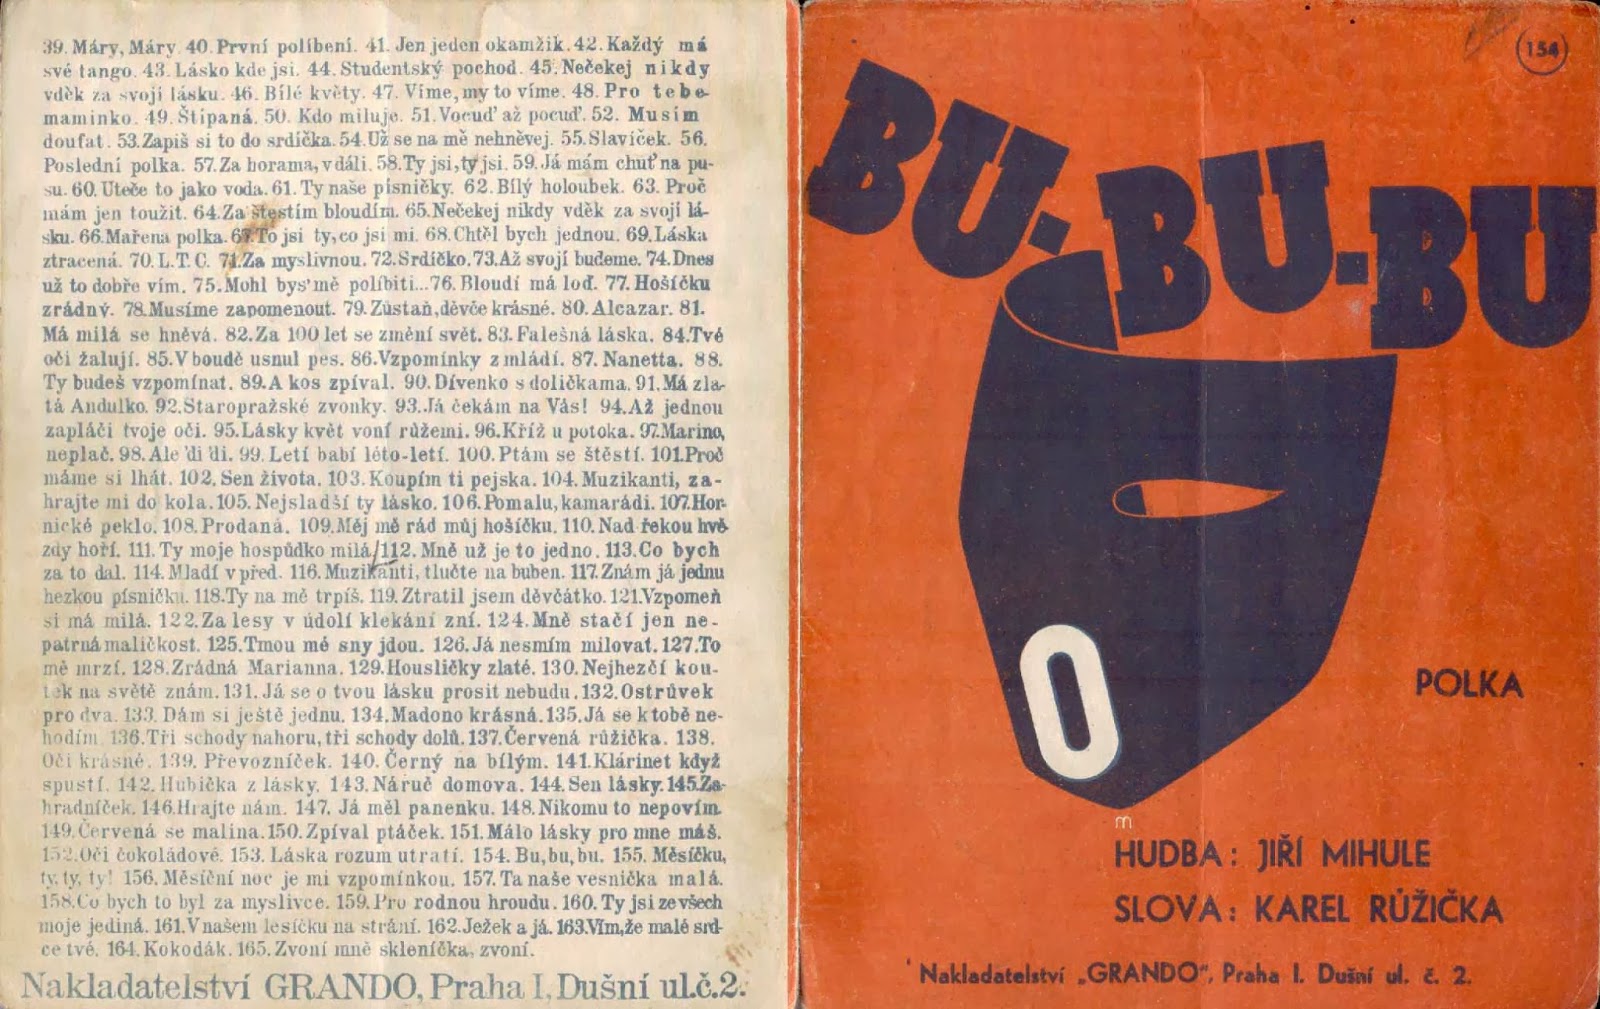 39. Máry, Máry. 40. První políbení. 41. Jen jeden okamžik. 42. Každý má
své tango. 43. Lásko kde jsi. 44. Studentský pochod. 45. Nečekej nikdy
vděk za svoji lásku. 46. Bílé květy. 47. Víme, my to víme. 48. Pro tebe-
maminko. 49. Štípaná. 50. Kdo miluje. 51. Vocuď až pocuď. 52. Musím
doufat. 53. Zapiš si to do srdíčka. 54. Už se na mě nehněvej. 55. Slavíček. 56.
Poslední polka. 57. Za horama, v dáli. 58. Ty jsi, ty jsi. 59. Já mám chuť na pu-
su. 60. Uteče to jako voda. 61. Ty naše písničky. 62. Bílý holoubek. 63. Proč
mám jen toužit. 64. Za štestím bloudím. 65. Nečekej nikdy vděk za svojí lá-
sku. 66. Mařena polka. 67. To jsi ty, co jsi mi. 68. Chtěl bych jednou. 69. Láska
ztracená. 70. L.T.C. 71. Za myslivnou. 72. Srdíčko. 73. Až svojí budeme. 74. Dnes
už to dobře vím. 75. Mohl bys'mě políbiti... 76. Bloudí má loď. 77. Hošíčku
zrádný. 78. Musíme zapomenout. 79. Zůstaň, děvče krásné. 80. Alcazar. 81.
Má milá se hněvá. 82. Za 100 let se změní svět. 83. Falešná láska. 84. Tvé
oči žalují. 85. V boudě usnul pes. 86. Vzpomínky z mládí. 87. Nanetta. 88.
Ty budeš vzpomínat. 89. A kos zpíval. 90. Dívenko s doličkama. 91. Má zla-
tá Andulko. 92. Staropražské zvonky. 93. Já čekám na Vás! 94. Až jednou
zapláči tvoje oči. 95. Lásky květ voní růžemi. 96. Kříž u potoka. 97. Marino,
neplač. 98. Ale 'di 'di. 99. Letí babí léto-letí. 100. Ptám se štěstí. 101. Proč
máme si lhát. 102. Sen života. 103. Koupím ti pejska. 104. Muzikanti, za-
hrajte mi do kola. 105. Nejsladší ty lásko. 106. Pomalu, kamarádi. 107. Hor-
nické peklo. 108. Prodaná. 109. Měj mě rád můj hošíčku. 110. Nad řekou hvě-
zdy hoří. 111. Ty moje hospůdko milá/112. Mně už je to jedno. 113. Co bych
za to dal. 114. Mladí vpřed. 116. Muzikanti, tlučte na buben. 117. Znám já jednu
hezkou písničku. 118. Ty na mě trpíš. 119. Ztratil jsem děvčátko. 121. Vzpomeň
si má milá. 122. Za lesy v údolí klekání zní. 124. Mně stačí jen ne-
patrná maličkost. 125. Tmou mé sny jdou. 126. Já nesmím milovat. 127. To
mě mrzí. 128. Zrádná Marianna. 129. Housličky zlaté. 130. Nejhezčí kou-
tek na světě znám. 131. Já se o tvou lásku prosit nebudu. 132. Ostrůvek
pro dva. 133. Dám si ještě jednu. 134. Madono krásná. 135. Já se k tobě ne-
hodím. 136. Tři schody nahoru, tři schody dolů. 137. Červená růžička. 138.
Oči krásné. 139. Převozníček. 140. Černý na bílým. 141. Klárinet když
spustí. 142. Hubička z lásky. 143. Náruč domova. 144. Sen lásky. 145. Za-
hradníček. 146. Hrajte nám. 147. Já měl panenku. 148. Nikomu to nepovím.
149. Červená se malina. 150. Zpíval ptáček. 151. Málo lásky pro mne máš.
152. Oči čokoládové. 153. Láska rozum utratí. 154. Bu, bu, bu. 155. Měsíčku,
ty, ty, ty! 156. Měsíční noc je mi vzpomínkou. 157. Ta naše vesnička malá.
158. Co bych to byl za myslivce. 159. Pro rodnou hroudu. 160. Ty jsi ze všech
moje jediná. 161. V našem lesíčku na strání. 162. Ježek a já. 163. Vím, že malé srd-
ce tvé. 164. Kokodák. 165. Zvoní mně sklenička, zvoní.
Nakladatelství GRANDO, Praha I, Dušní ul. č. 2.
154
BU-BU-BU
0
POLKA
m
HUDBA: JIŘÍ MIHULE
SLOVA: KAREL RŮŽIČKA
Nakladatelství „GRANDO", Praha I. Dušní ul. č. 2.